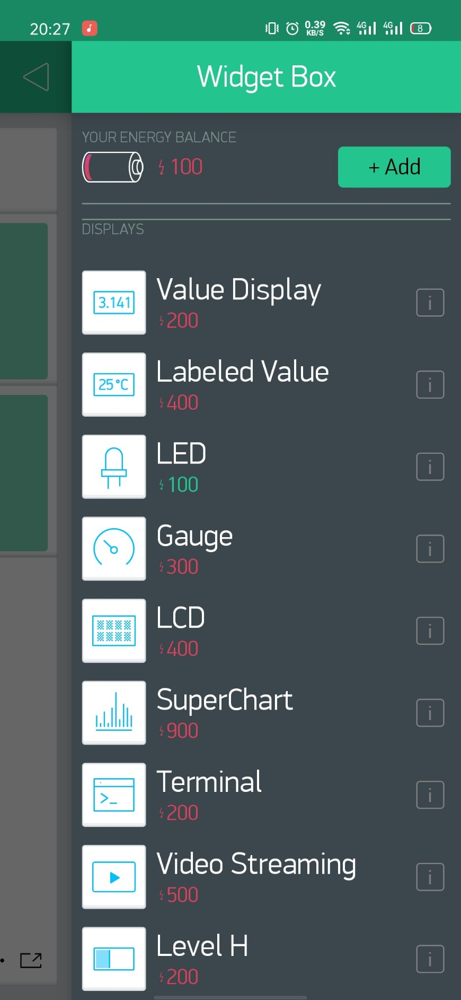 20:27
0.39
KB/S
4G
4G
8
Widget Box
YOUR ENERGY BALANCE
100
+ Add
DISPLAYS
3.141
Value Display
200
i
25°C
Labeled Value
400
i
LED
100
i
Gauge
300
i
LCD
400
i
SuperChart
900
i
>_
Terminal
200
i
Video Streaming
500
i
Level H
200
i